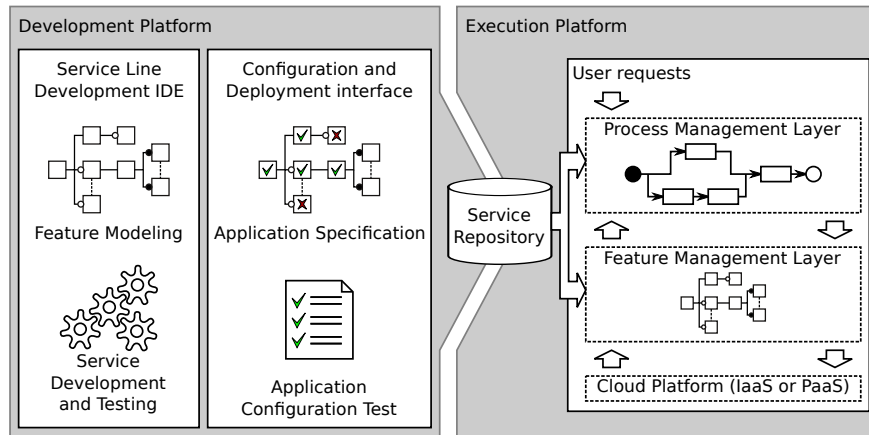 Development Platform
Service Line
Development IDE
Feature Modeling
Service
Development
and Testing
Configuration and
Deployment interface
Application Specification
Application
Configuration Test
Service
Repository
Execution Platform
User requests
Process Management Layer
Feature Management Layer
Cloud Platform (IaaS or PaaS)